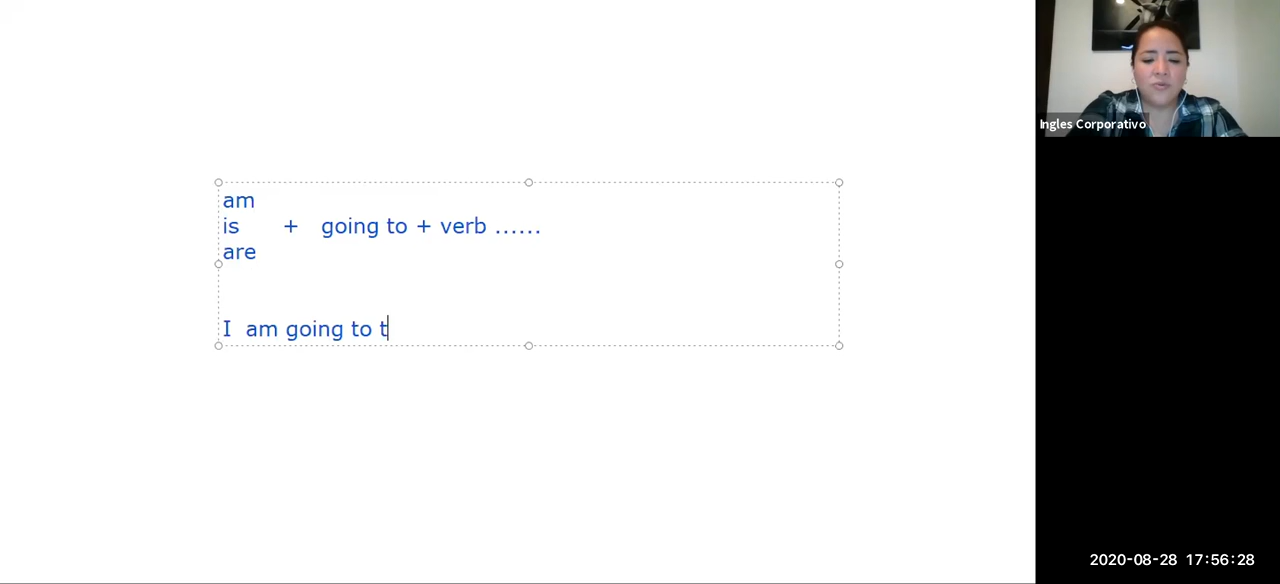 am
is + going to + verb ......
are
I am going to t
Ingles Corporativo
2020-08-28 17:56:28